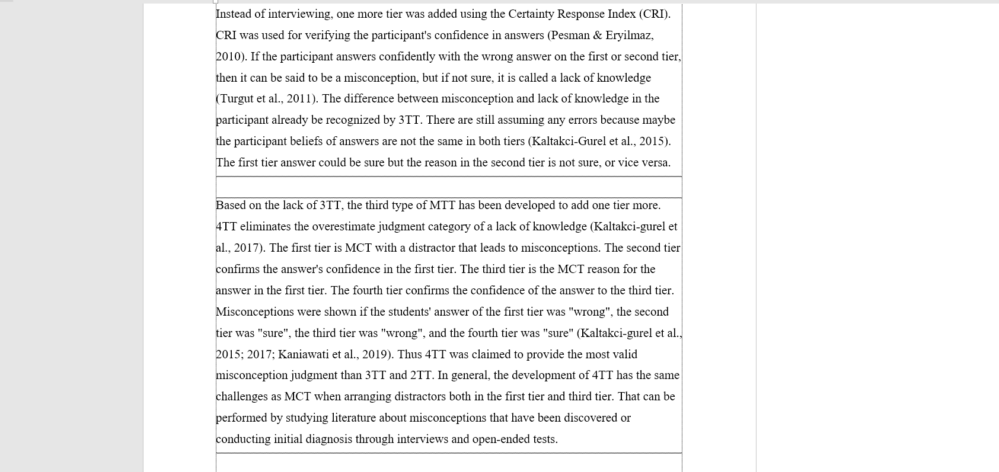 Instead of interviewing, one more tier was added using the Certainty Response Index (CRI).
CRI was used for verifying the participant's confidence in answers (Pesman & Eryilmaz,
2010). If the participant answers confidently with the wrong answer on the first or second tier,
then it can be said to be a misconception, but if not sure, it is called a lack of knowledge
(Turgut et al., 2011). The difference between misconception and lack of knowledge in the
participant already be recognized by 3TT. There are still assuming any errors because maybe
the participant beliefs of answers are not the same in both tiers (Kaltakci-Gurel et al., 2015).
The first tier answer could be sure but the reason in the second tier is not sure, or vice versa.
Based on the lack of 3TT, the third type of MTT has been developed to add one tier more.
4TT eliminates the overestimate judgment category of a lack of knowledge (Kaltakci-gurel et
al., 2017). The first tier is MCT with a distractor that leads to misconceptions. The second tier
confirms the answer's confidence in the first tier. The third tier is the MCT reason for the
answer in the first tier. The fourth tier confirms the confidence of the answer to the third tier.
Misconceptions were shown if the students' answer of the first tier was "wrong", the second
tier was "sure", the third tier was "wrong", and the fourth tier was "sure" (Kaltakci-gurel et al.,
2015; 2017; Kaniawati et al., 2019). Thus 4TT was claimed to provide the most valid
misconception judgment than 3TT and 2TT. In general, the development of 4TT has the same
challenges as MCT when arranging distractors both in the first tier and third tier. That can be
performed by studying literature about misconceptions that have been discovered or
conducting initial diagnosis through interviews and open-ended tests.